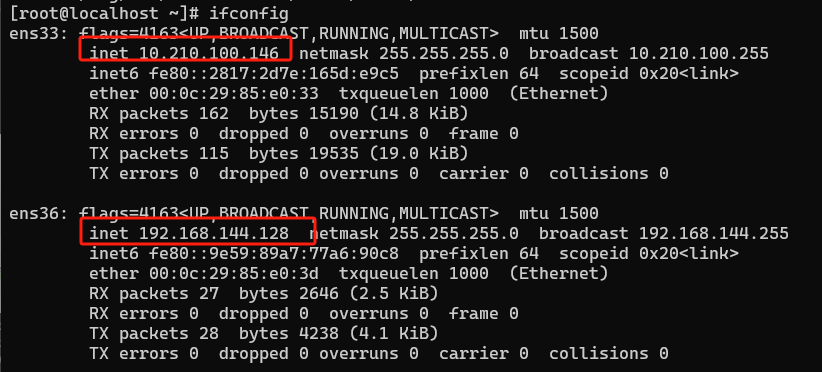 [root@localhost ~]# ifconfig
ens33: flags=4163<UP,BROADCAST,RUNNING,MULTICAST>  mtu 1500
        inet 10.210.100.146  netmask 255.255.255.0  broadcast 10.210.100.255
        inet6 fe80::2817:2d7e:165d:e9c5  prefixlen 64  scopeid 0x20<link>
        ether 00:0c:29:85:e0:33  txqueuelen 1000  (Ethernet)
        RX packets 162  bytes 15190 (14.8 KiB)
        RX errors 0  dropped 0  overruns 0  frame 0
        TX packets 115  bytes 19535 (19.0 KiB)
        TX errors 0  dropped 0 overruns 0  carrier 0  collisions 0

ens36: flags=4163<UP,BROADCAST,RUNNING,MULTICAST>  mtu 1500
        inet 192.168.144.128  netmask 255.255.255.0  broadcast 192.168.144.255
        inet6 fe80::9e59:89a7:77a6:90c8  prefixlen 64  scopeid 0x20<link>
        ether 00:0c:29:85:e0:3d  txqueuelen 1000  (Ethernet)
        RX packets 27  bytes 2646 (2.5 KiB)
        RX errors 0  dropped 0  overruns 0  frame 0
        TX packets 28  bytes 4238 (4.1 KiB)
        TX errors 0  dropped 0 overruns 0  carrier 0  collisions 0